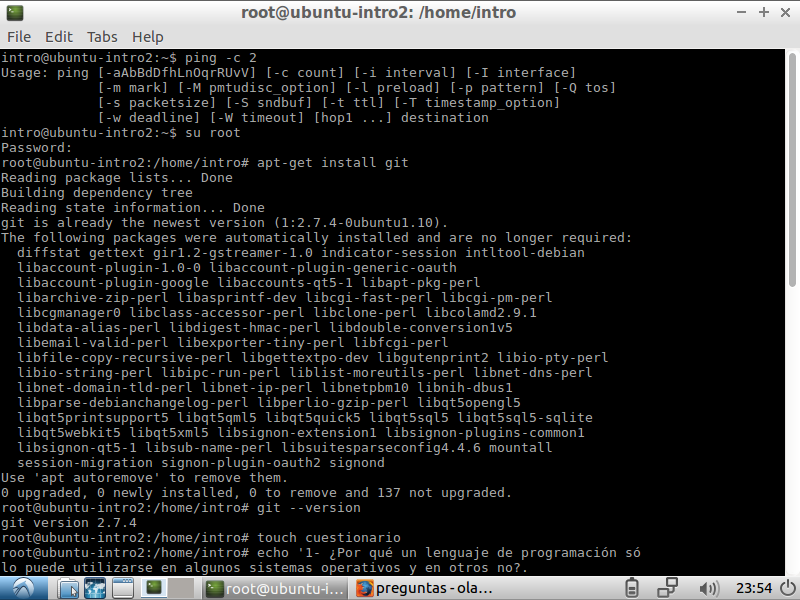 root@ubuntu-intro2: /home/intro
File Edit Tabs Help
intro@ubuntu-intro2:~$ ping -c 2
Usage: ping [-aAbBdDfhLnOqrRUvV] [-c count] [-i interval] [-I interface]
            [-m mark] [-M pmtudisc_option] [-l preload] [-p pattern] [-Q tos]
            [-s packetsize] [-S sndbuf] [-t ttl] [-T timestamp_option]
            [-w deadline] [-W timeout] [hop1 ...] destination
intro@ubuntu-intro2:~$ su root
Password:
root@ubuntu-intro2:/home/intro# apt-get install git
Reading package lists... Done
Building dependency tree
Reading state information... Done
git is already the newest version (1:2.7.4-0ubuntu1.10).
The following packages were automatically installed and are no longer required:
  diffstat gettext gir1.2-gstreamer-1.0 indicator-session intltool-debian
  libaccount-plugin-1.0-0 libaccount-plugin-generic-oauth
  libaccount-plugin-google libaccounts-qt5-1 libapt-pkg-perl
  libarchive-zip-perl libasprintf-dev libcgi-fast-perl libcgi-pm-perl
  libcgmanager0 libclass-accessor-perl libclone-perl libcolamd2.9.1
  libdata-alias-perl libdigest-hmac-perl libdouble-conversion1v5
  libemail-valid-perl libexporter-tiny-perl libfcgi-perl
  libfile-copy-recursive-perl libgettextpo-dev libgutenprint2 libio-pty-perl
  libio-string-perl libipc-run-perl liblist-moreutils-perl libnet-dns-perl
  libnet-domain-tld-perl libnet-ip-perl libnetpbm10 libnih-dbus1
  libparse-debianchangelog-perl libperlio-gzip-perl libqt5opengl5
  libqt5printsupport5 libqt5qml5 libqt5quick5 libqt5sql5 libqt5sql5-sqlite
  libqt5webkit5 libqt5xml5 libsignon-extension1 libsignon-plugins-common1
  libsignon-qt5-1 libsub-name-perl libsuitesparseconfig4.4.6 mountall
  session-migration signon-plugin-oauth2 signond
Use 'apt autoremove' to remove them.
0 upgraded, 0 newly installed, 0 to remove and 137 not upgraded.
root@ubuntu-intro2:/home/intro# git --version
git version 2.7.4
root@ubuntu-intro2:/home/intro# touch cuestionario
root@ubuntu-intro2:/home/intro# echo '1- ¿Por qué un lenguaje de programación só
lo puede utilizarse en algunos sistemas operativos y en otros no?.
root@ubuntu-i... preguntas - ola... 23:54